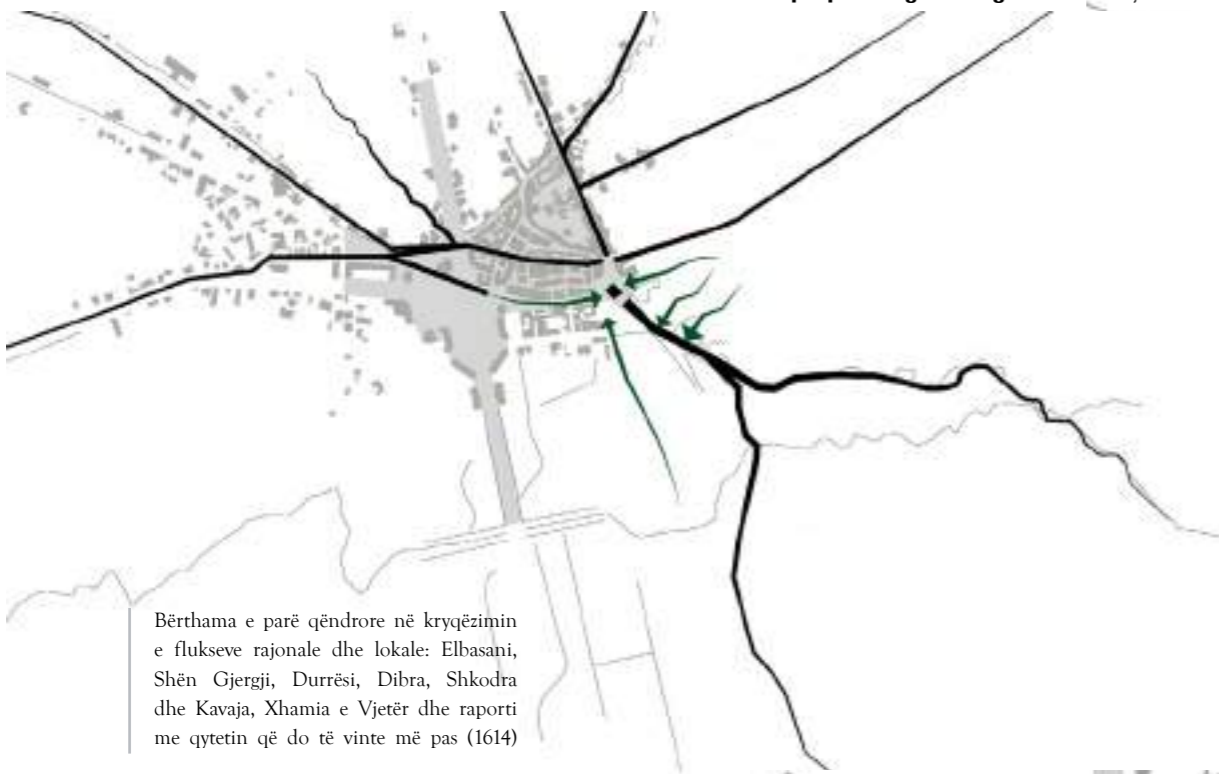 Bërthama e parë qëndrore në kryqëzimin
e flukseve rajonale dhe lokale: Elbasani,
Shën Gjergji, Durrësi, Dibra, Shkodra
dhe Kavaja, Xhamia e Vjetër dhe raporti
me qytetin që do të vinte më pas (1614)